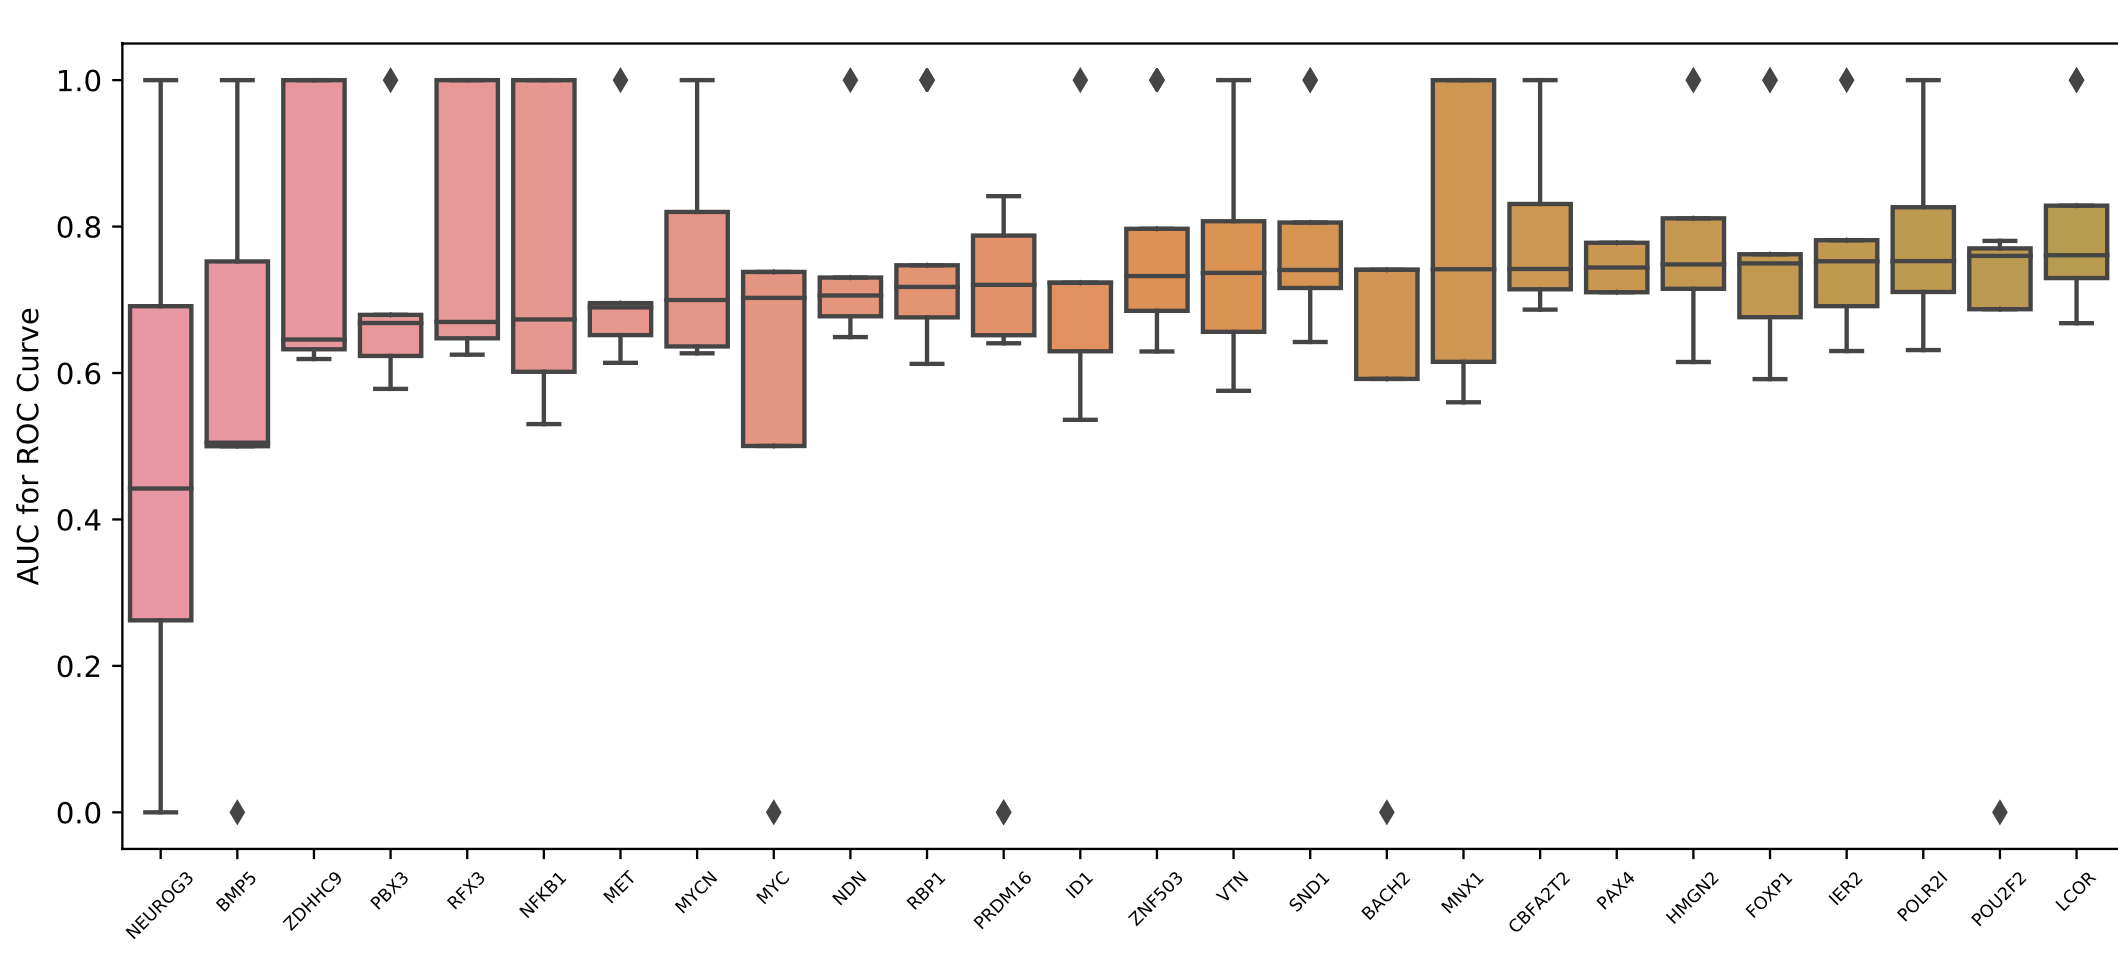 AUC for ROC Curve
1.0
0.8
0.6
0.4
0.2
0.0
NEUROG3
BMP5
ZDHHC9
PBX3
RFX3
NFKB1
MET
MYCN
MYC
NDN
RBP1
PRDM16
ID1
ZNF503
VTN
SND1
BACH2
MNX1
CBFA2T2
PAX4
HMGN2
FOXP1
IER2
POLR2I
POU2F2
LCOR